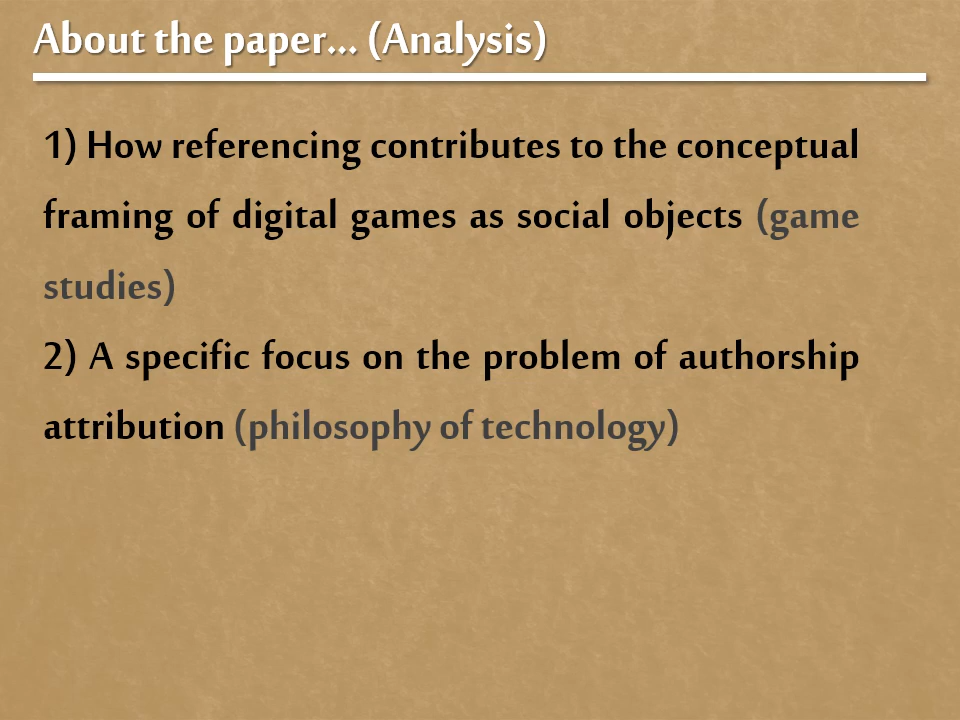 About the paper... (Analysis)
1) How referencing contributes to the conceptual
framing of digital games as social objects (game
studies)
2) A specific focus on the problem of authorship
attribution (philosophy of technology)